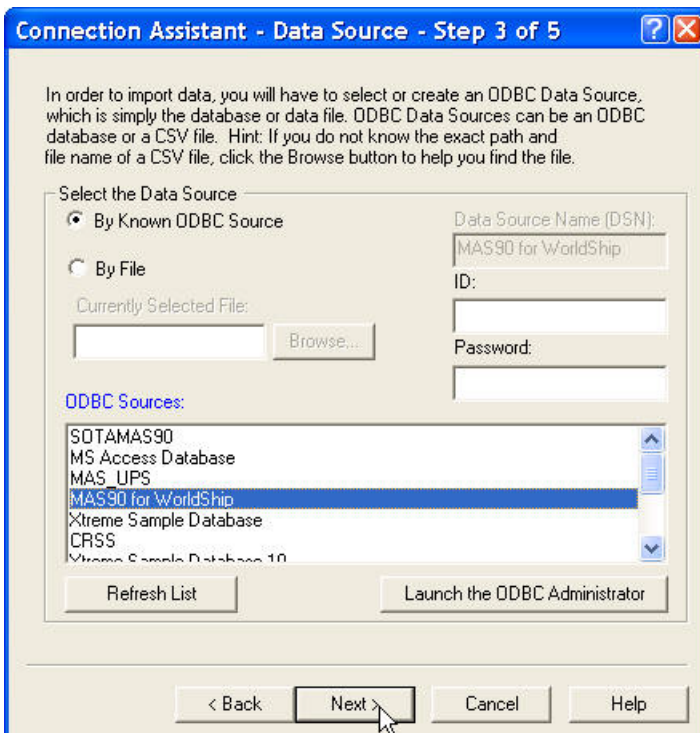 Connection Assistant - Data Source - Step 3 of 5
In order to import data, you will have to select or create an ODBC Data Source,
which is simply the database or data file. ODBC Data Sources can be an ODBC
database or a CSV file. Hint: If you do not know the exact path and
file name of a CSV file, click the Browse button to help you find the file.
Select the Data Source
By Known ODBC Source
By File
Currently Selected File:
Browse...
Data Source Name (DSN):
MAS90 for WorldShip
ID:
Password:
ODBC Sources:
SOTAMAS90
MS Access Database
MAS_UPS
MAS90 for WorldShip
Xtreme Sample Database
CRSS
Xtreme Sample Database 10
Refresh List
Launch the ODBC Administrator
< Back
Next >
Cancel
Help